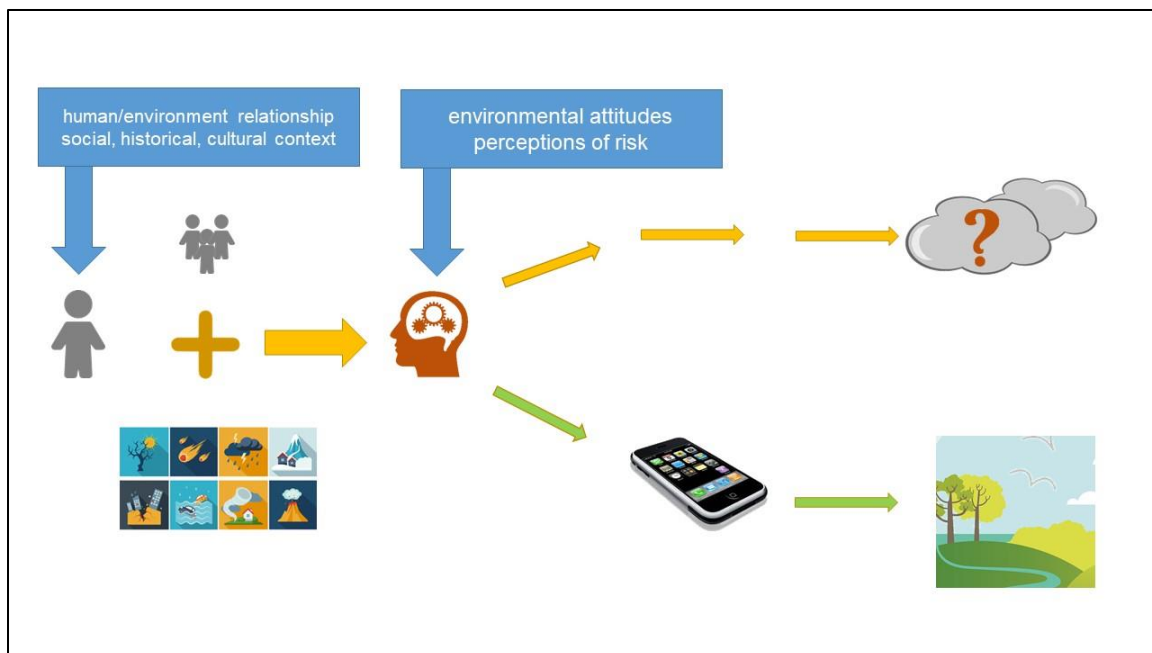 human/environment relationship
social, historical, cultural context
environmental attitudes
perceptions of risk
?